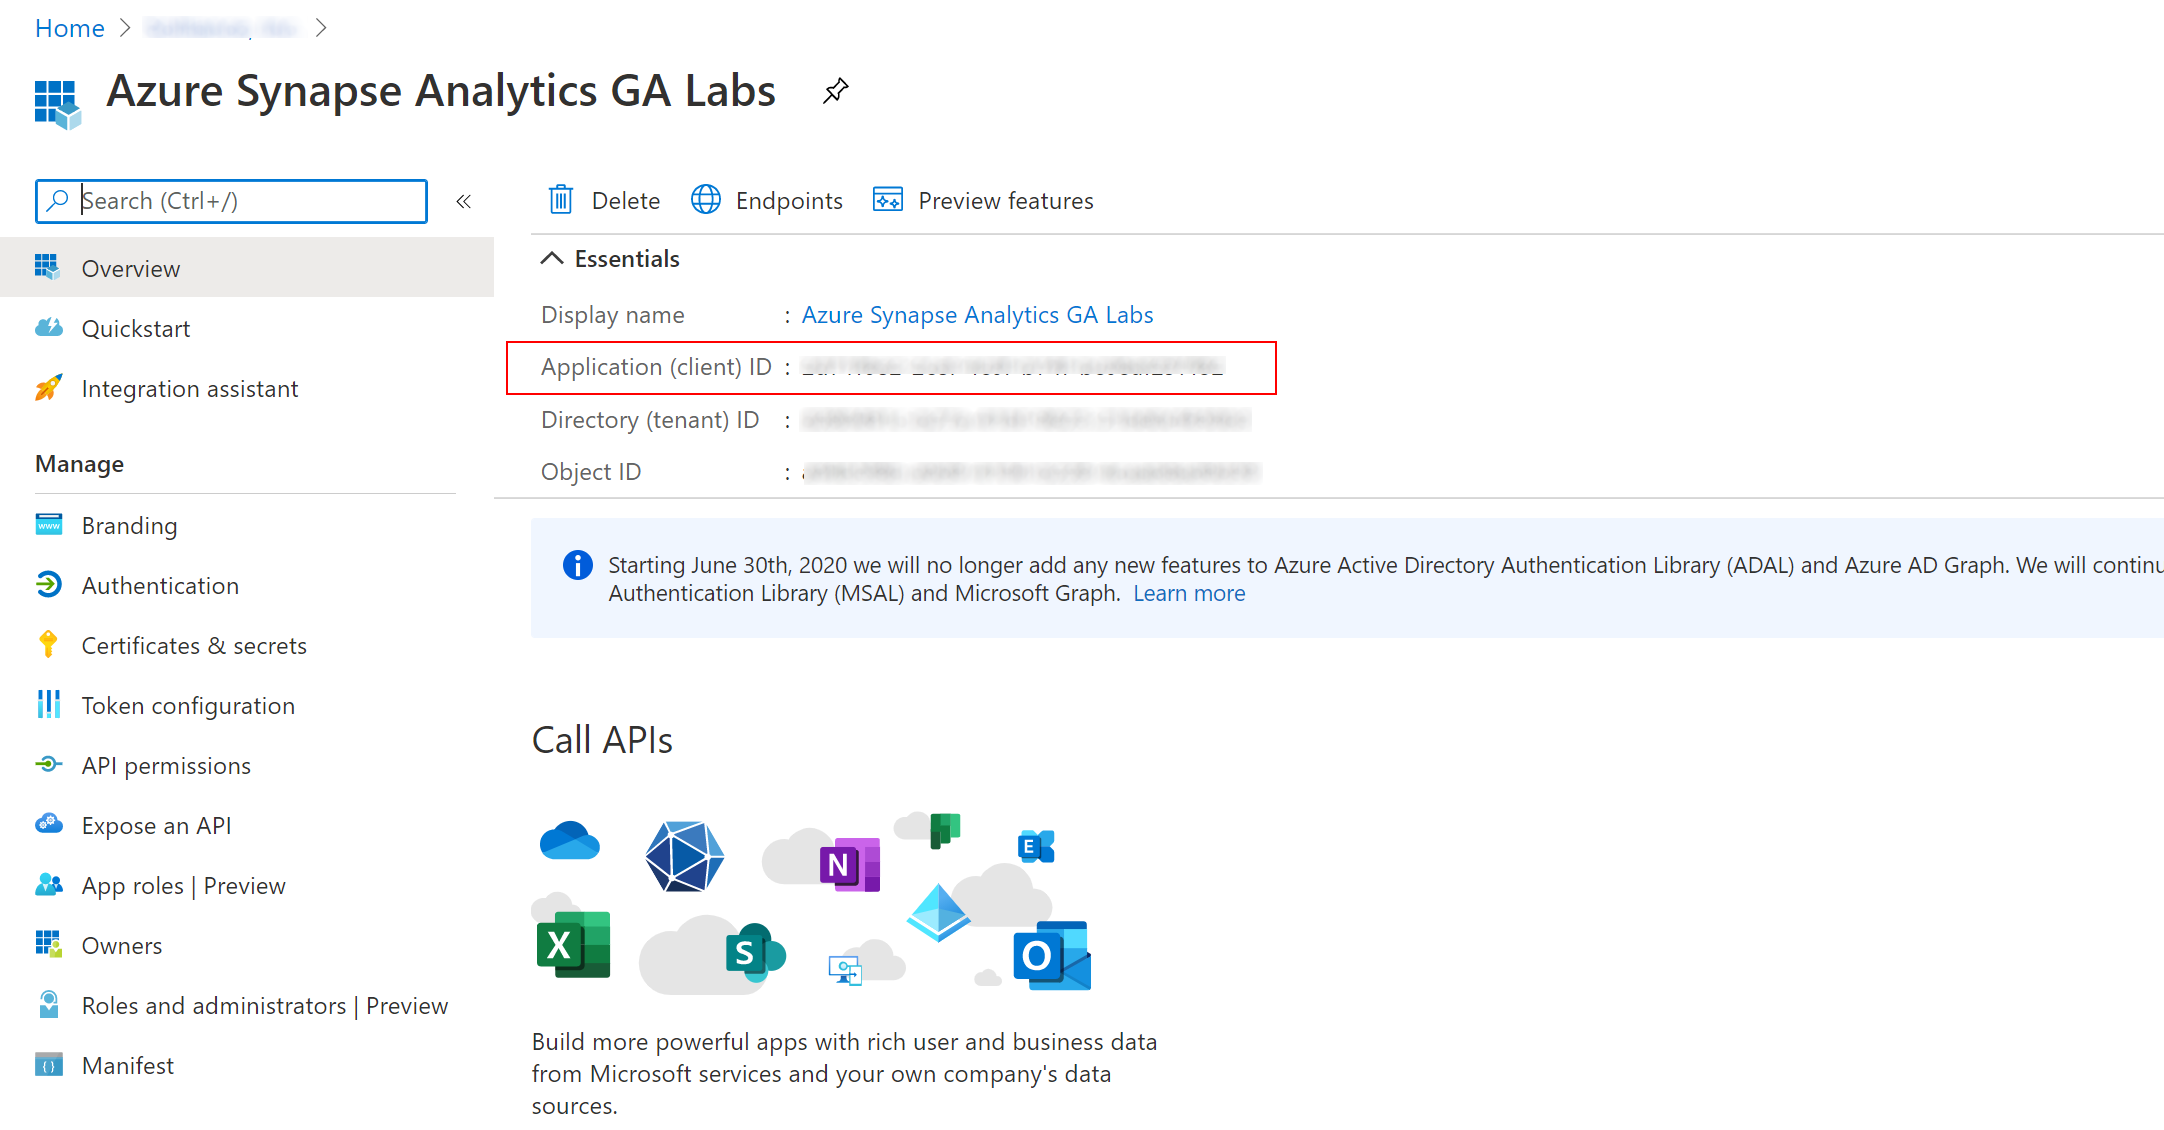 Home
Azure Synapse Analytics GA Labs
Search (Ctrl+/)
«
Delete
Endpoints
Preview features
Overview
Quickstart
Integration assistant
Manage
Branding
Authentication
Certificates & secrets
Token configuration
API permissions
Expose an API
App roles | Preview
Owners
Roles and administrators | Preview
Manifest
Essentials
Display name : Azure Synapse Analytics GA Labs
Application (client) ID :
Directory (tenant) ID :
Object ID :
Starting June 30th, 2020 we will no longer add any new features to Azure Active Directory Authentication Library (ADAL) and Azure AD Graph. We will continu
Authentication Library (MSAL) and Microsoft Graph. Learn more
Call APIs
N
E
X
S
O
Build more powerful apps with rich user and business data
from Microsoft services and your own company's data
sources.